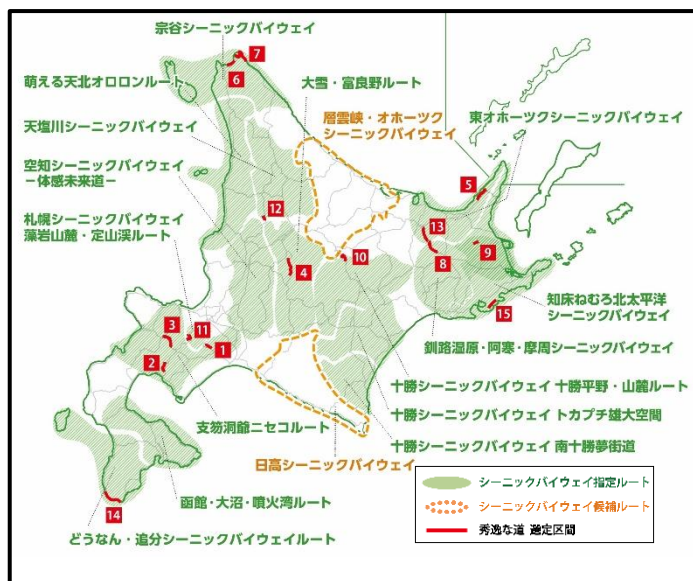 宗谷シーニックバイウェイ
7
6
萌える天北オロロンルート
大雪・富良野ルート
層雲峡・オホーツク
シーニックバイウェイ
東オホーツクシーニックバイウェイ
天塩川シーニックバイウェイ
空知シーニックバイウェイ
－体感未来道－
札幌シーニックバイウェイ
藻岩山麓・定山渓ルート
5
12
13
4
10
8
9
知床ねむろ北太平洋
シーニックバイウェイ
15
3
11
1
2
釧路湿原・阿寒・摩周シーニックバイウェイ
十勝シーニックバイウェイ 十勝平野・山麓ルート
支笏洞爺ニセコルート
十勝シーニックバイウェイ トカプチ雄大空間
十勝シーニックバイウェイ 南十勝夢街道
日高シーニックバイウェイ
函館・大沼・噴火湾ルート
14
どうなん・追分シーニックバイウェイルート
シーニックバイウェイ指定ルート
シーニックバイウェイ候補ルート
秀逸な道 選定区間